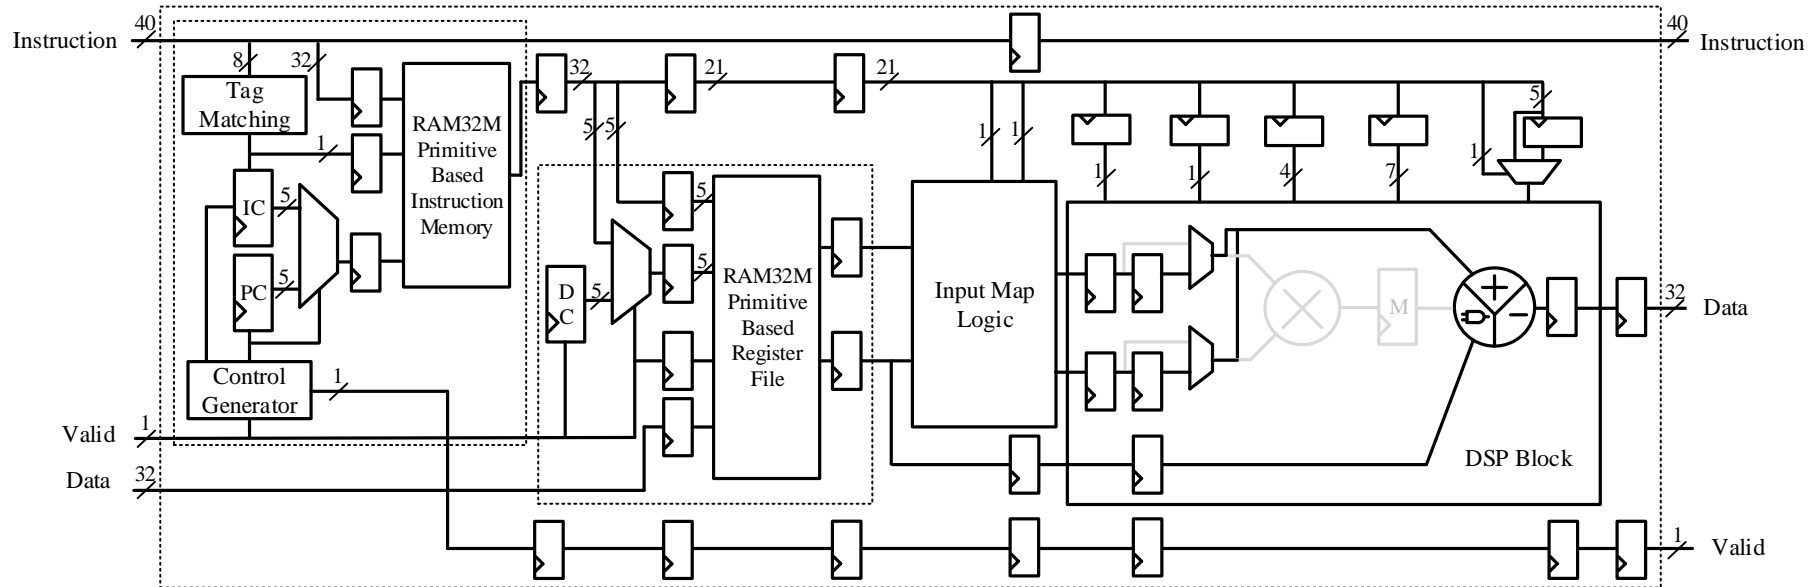 40
40
Instruction
Instruction
8
32
32
21
21
5
Tag
Matching
RAM32M
Primitive
Based
Instruction
Memory
1
5
5
1
1
1
1
1
4
7
IC
5
5
RAM32M
Primitive
Based
Register
File
PC
5
5
D
C
5
Input Map
Logic
M
32
Data
Control
Generator
1
Valid
1
DSP Block
Data
32
1
Valid